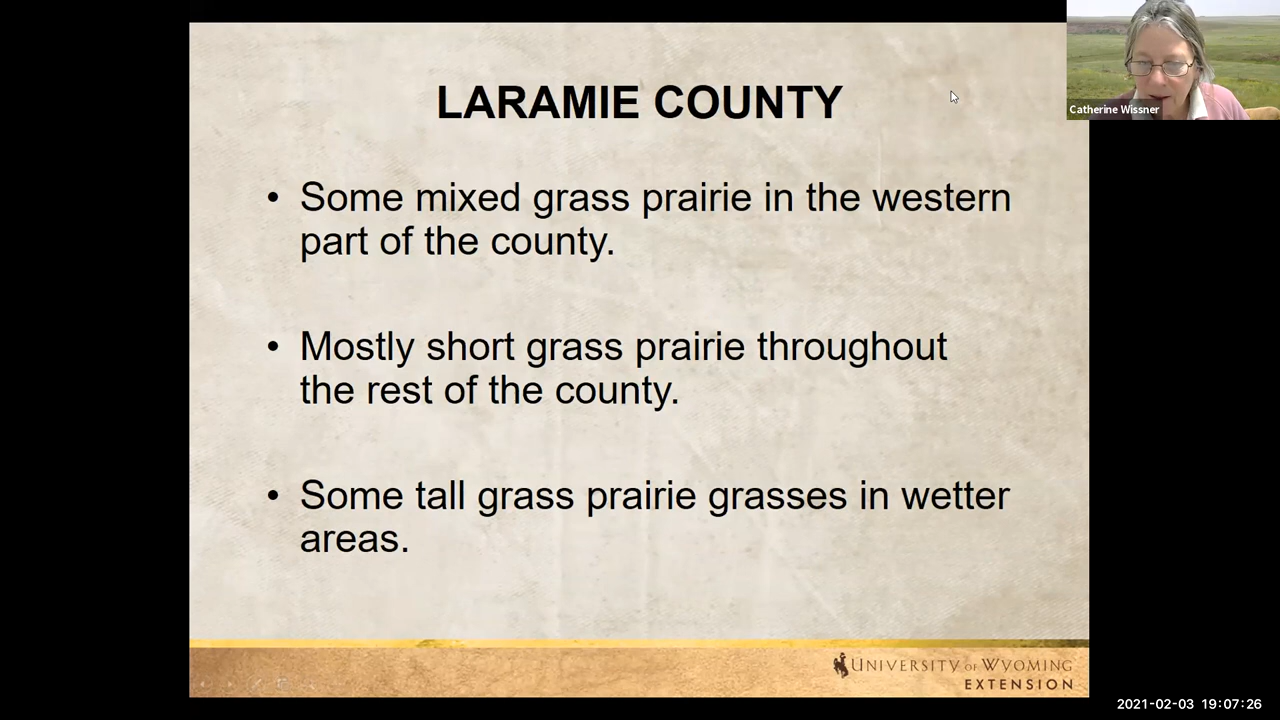 LARAMIE COUNTY
Catherine Wissner
• Some mixed grass prairie in the western
part of the county.
• Mostly short grass prairie throughout
the rest of the county.
• Some tall grass prairie grasses in wetter
areas.
UNIVERSITY OF WYOMING
EXTENSION
2021-02-03 19:07:26